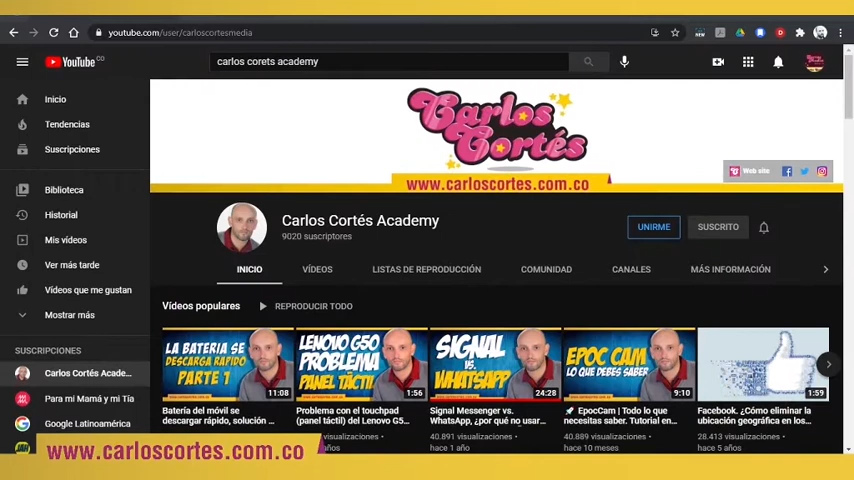 youtube.com/user/carloscortesmedia
YouTube CO
carlos corets academy
Inicio
Tendencias
Suscripciones
Biblioteca
Historial
Mis vídeos
Ver más tarde
Vídeos que me gustan
Mostrar más
SUSCRIPCIONES
Carlos Cortés Acade...
Para mi Mamá y mi Tía
Google Latinoamérica
Carlos
Cortés
www.carloscortes.com.co
Web site
Carlos Cortés Academy
9020 suscriptores
UNIRME
SUSCRITO
INICIO
VÍDEOS
LISTAS DE REPRODUCCIÓN
COMUNIDAD
CANALES
MÁS INFORMACIÓN
Vídeos populares
REPRODUCIR TODO
LA BATERIA SE
DESCARGA RAPIDO
PARTE 1
11:08
LENOVO G50
PROBLEMA
PANEL TÁCTIL
1:56
SIGNAL
VS.
WHATSAPP
24:28
EPOC CAM
LO QUE DEBES SABER
9:10
1:59
Batería del móvil se
descargar rápido, solución ...
Problema con el touchpad
(panel táctil) del Lenovo G5...
Signal Messenger vs.
WhatsApp, ¿por qué no usar...
EpocCam | Todo lo que
necesitas saber. Tutorial en...
Facebook. ¿Cómo eliminar la
ubicación geográfica en los...
visualizaciones
40.891 visualizaciones
hace 1 año
40.889 visualizaciones
hace 10 meses
28.413 visualizaciones
hace 5 años
www.carloscortes.com.co